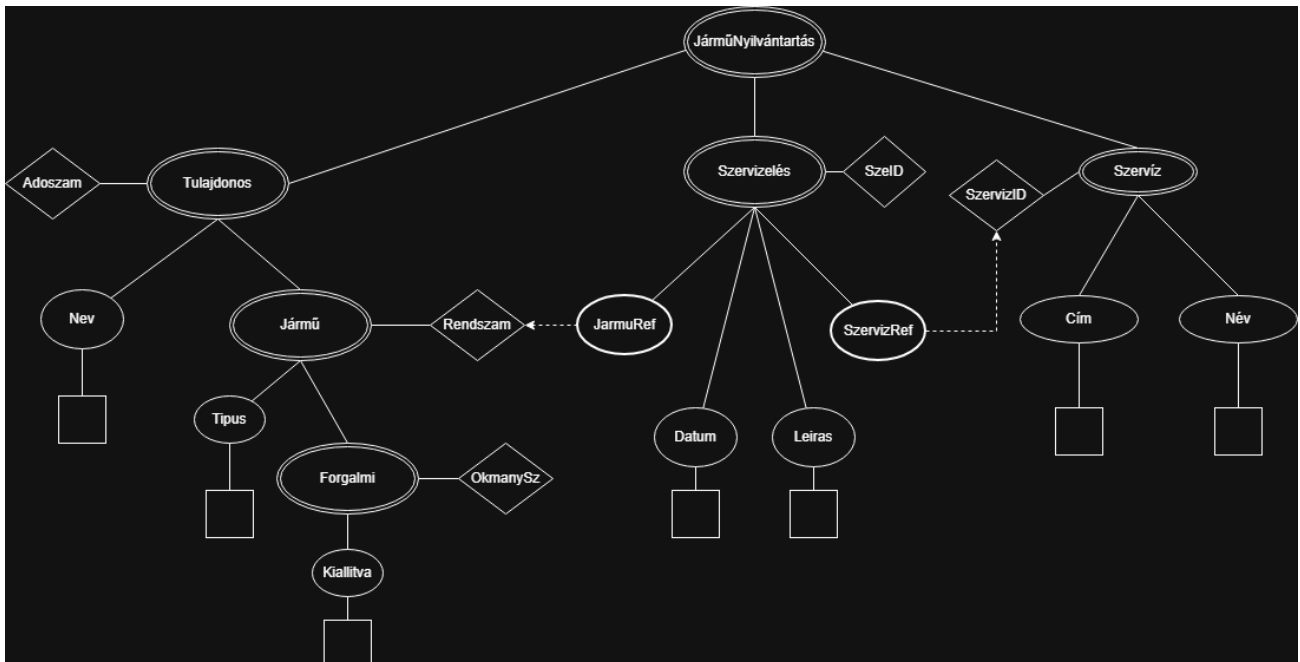 JárműNyilvántartás
Adoszam
Tulajdonos
Szervizelés
SzeID
SzervizID
Szervíz
Nev
Jármű
Rendszam
JarmuRef
SzervizRef
Cím
Név
Tipus
Datum
Leiras
Forgalmi
OkmanySz
Kiallitva